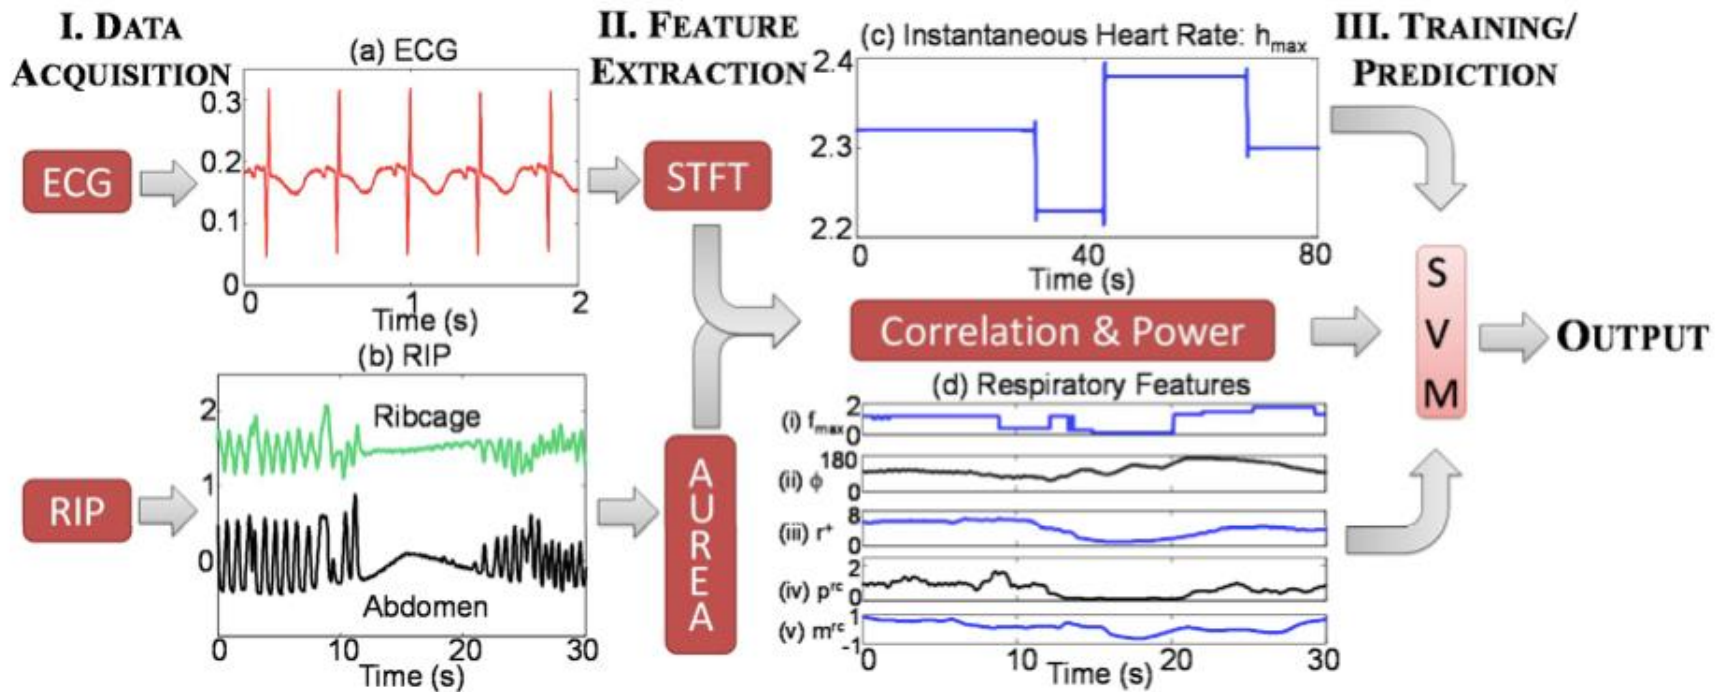 I. DATA
ACQUISITION
II. FEATURE
EXTRACTION
III. TRAINING/
PREDICTION
(a) ECG
0.3
0.2
0.1
0
0
1
2
Time (s)
ECG
STFT
(c) Instantaneous Heart Rate: hmax
2.4
2.3
2.2
0
40
80
Time (s)
S
V
M
OUTPUT
Correlation & Power
(b) RIP
2
1
0
Ribcage
Abdomen
0
10
20
30
Time (s)
RIP
A
U
R
E
A
(d) Respiratory Features
(i) fmax
2
0
(ii) ϕ
180
0
(iii) r+
8
0
(iv) prc
2
0
(v) mrc
1
-1
0
10
20
30
Time (s)